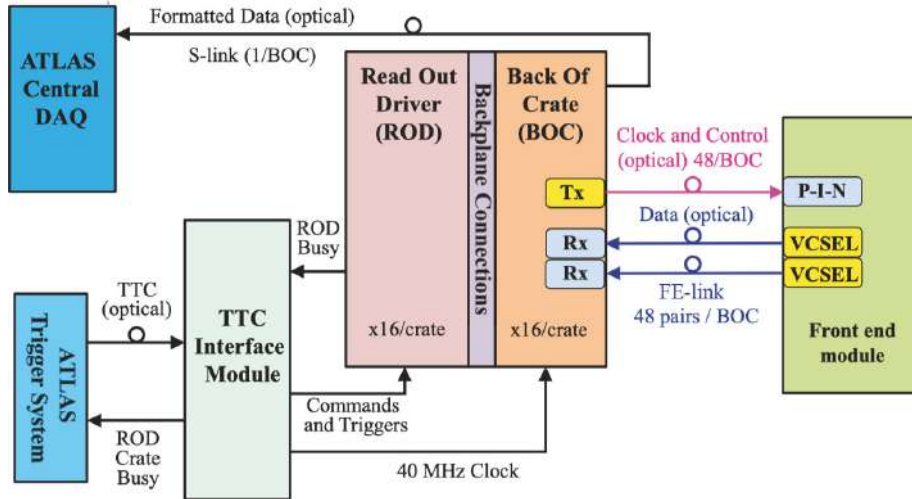 Formatted Data (optical)
S-link (1/BOC)
ATLAS
Central
DAQ
Read Out
Driver
(ROD)
x16/crate
Backplane Connections
Back Of
Crate
(BOC)
Tx
Rx
Rx
x16/crate
Clock and Control
(optical) 48/BOC
Data (optical)
FE-link
48 pairs / BOC
P-I-N
VCSEL
VCSEL
Front end
module
ROD
Busy
TTC
(optical)
TTC
Interface
Module
ATLAS
Trigger System
ROD
Crate
Busy
Commands
and Triggers
40 MHz Clock